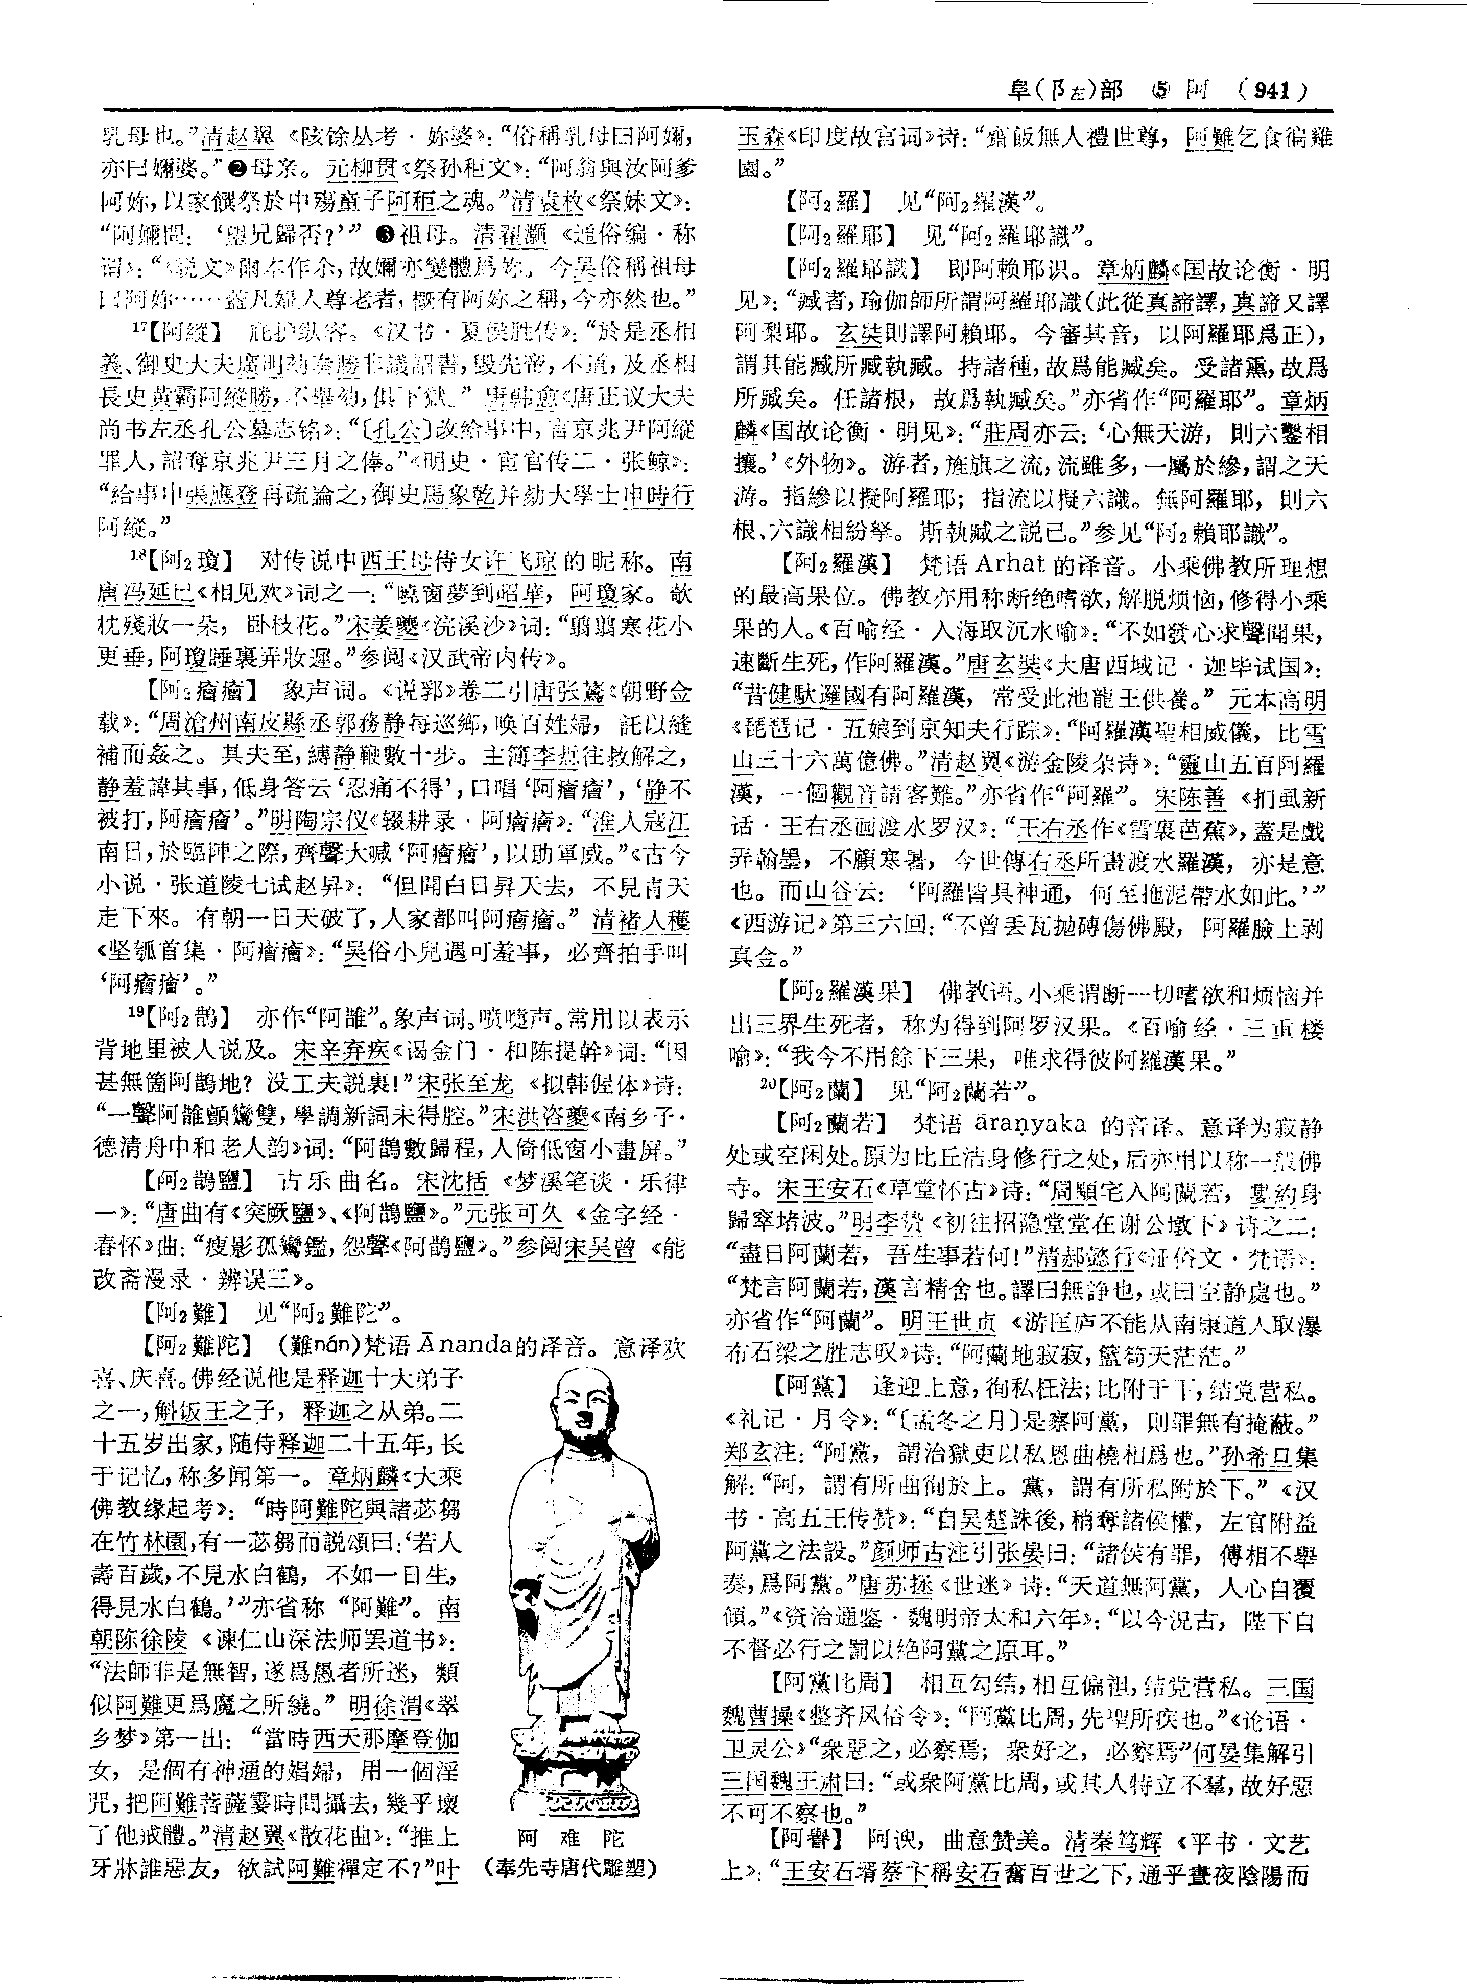 阜(阝左)部 ⑤ 阿 (941)
乳母也。”清赵翼《陔馀丛考·妳婆》：“俗稱乳母曰阿嬭，
亦曰嬭婆。”❷母亲。元柳贯《祭孙秬文》：“阿翁與汝阿爹
阿妳，以家饌祭於中殤童子阿秬之魂。”清袁枚《祭妹文》：
“阿嬭問：‘望兄歸否？’”❸祖母。清翟灏《通俗编·称
谓》：“《説文》嬭本作尒，故嬭亦變體爲妳。今吴俗稱祖母
曰阿妳……蓋凡婦人尊老者，概有阿妳之稱，今亦然也。”
17【阿縱】 庇护纵容。《汉书·夏侯胜传》：“於是丞相
義、御史大夫廣明劾奏勝非議詔書，毁先帝，不道，及丞相
長史黄霸阿縱勝，不舉劾，俱下獄。”唐韩愈《唐正议大夫
尚书左丞孔公墓志铭》：“〔孔公〕改給事中，言京兆尹阿縱
罪人，詔奪京兆尹三月之俸。”《明史·宦官传二·张鲸》：
“給事中張應登再疏論之，御史馬象乾并劾大學士申時行
阿縱。”
18【阿2瓊】 对传说中西王母侍女许飞琼的昵称。南
唐冯延巳《相见欢》词之一：“曉窗夢到昭華，阿瓊家。欹
枕殘妝一朵，卧枝花。”宋姜夔《浣溪沙》词：“翦翦寒花小
更垂，阿瓊睡裏弄妝遲。”参阅《汉武帝内传》。
【阿2㾿㾿】 象声词。《说郛》卷二引唐张鷟《朝野佥
载》：“周滄州南皮縣丞郭務静每巡鄉，唤百姓婦，託以縫
補而姦之。其夫至，縛静鞭數十步。主簿李悊往救解之，
静羞諱其事，低身答云‘忍痛不得’，口唱‘阿㾿㾿’，‘静不
被打，阿㾿㾿’。”明陶宗仪《辍耕录·阿㾿㾿》：“淮人寇江
南日，於臨陣之際，齊聲大喊‘阿㾿㾿’，以助軍威。”《古今
小说·张道陵七试赵昇》：“但聞白日昇天去，不見青天
走下來。有朝一日天破了，人家都叫阿㾿㾿。”清褚人穫
《坚瓠首集·阿㾿㾿》：“吴俗小兒遇可羞事，必齊拍手叫
‘阿㾿㾿’。”
19【阿2鹊】 亦作“阿誰”。象声词。喷嚏声。常用以表示
背地里被人说及。宋辛弃疾《谒金门·和陈提幹》词：“因
甚無箇阿鵲地？没工夫説裏！”宋张至龙《拟韩偓体》诗：
“一聲阿誰顫鸞雙，學調新詞未得腔。”宋洪咨夔《南乡子·
德清舟中和老人韵》词：“阿鵲數歸程，人倚低窗小畫屏。”
【阿2鵲鹽】 古乐曲名。宋沈括《梦溪笔谈·乐律
一》：“唐曲有《突厥鹽》、《阿鵲鹽》。”元张可久《金字经·
春怀》曲：“瘦影孤鸞鑑，怨聲《阿鵲鹽》。”参阅宋吴曾《能
改斋漫录·辨误三》。
【阿2難】 见“阿2難陀”。
【阿2難陀】 (難nán)梵语Ānanda的译音。意译欢
喜、庆喜。佛经说他是释迦十大弟子
之一，斛饭王之子，释迦之从弟。二
十五岁出家，随侍释迦二十五年，长
于记忆，称多闻第一。章炳麟《大乘
佛教缘起考》：“時阿難陀與諸苾芻
在竹林園，有一苾芻而説頌曰：‘若人
壽百歲，不見水白鶴，不如一日生，
得見水白鶴。’”亦省称“阿難”。南
朝陈徐陵《谏仁山深法师罢道书》：
“法師非是無智，遂爲愚者所迷，類
似阿難更爲魔之所繞。”明徐渭《翠
乡梦》第一出：“當時西天那摩登伽
女，是個有神通的娼婦，用一個淫
咒，把阿難菩薩霎時間攝去，幾乎壞
了他戒體。”清赵翼《散花曲》：“推上
牙牀誰惡友，欲試阿難禪定不？”叶
阿难陀
(奉先寺唐代雕塑)
玉森《印度故宫词》诗：“齋飯無人禮世尊，阿難乞食徧雞
園。”
【阿2羅】 见“阿2羅漢”。
【阿2羅耶】 见“阿2羅耶識”。
【阿2羅耶識】 即阿赖耶识。章炳麟《国故论衡·明
见》：“臧者，瑜伽師所謂阿羅耶識(此從真諦譯，真諦又譯
阿梨耶。玄奘則譯阿賴耶。今審其音，以阿羅耶爲正)，
謂其能臧所臧執臧。持諸種，故爲能臧矣。受諸熏，故爲
所臧矣。任諸根，故爲執臧矣。”亦省作“阿羅耶”。章炳
麟《国故论衡·明见》：“莊周亦云：‘心無天游，則六鑿相
攘。’《外物》。游者，旌旗之流，流雖多，一屬於縿，謂之天
游。指縿以擬阿羅耶；指流以擬六識。無阿羅耶，則六
根、六識相紛拏。斯執臧之説已。”参见“阿2賴耶識”。
【阿2羅漢】 梵语Arhat的译音。小乘佛教所理想
的最高果位。佛教亦用称断绝嗜欲，解脱烦恼，修得小乘
果的人。《百喻经·入海取沉水喻》：“不如發心求聲聞果，
速斷生死，作阿羅漢。”唐玄奘《大唐西域记·迦毕试国》：
“昔健馱邏國有阿羅漢，常受此池龍王供養。”元本高明
《琵琶记·五娘到京知夫行踪》：“阿羅漢聖相威儀，比雪
山三十六萬億佛。”清赵翼《游金陵杂诗》：“靈山五百阿羅
漢，一個觀音請客難。”亦省作“阿羅”。宋陈善《扪虱新
话·王右丞画渡水罗汉》：“王右丞作《雪裏芭蕉》，蓋是戲
弄翰墨，不顧寒暑，今世傳右丞所畫渡水羅漢，亦是意
也。而山谷云：‘阿羅皆具神通，何至拖泥帶水如此。’”
《西游记》第三六回：“不曾丢瓦抛磚傷佛殿，阿羅臉上剥
真金。”
【阿2羅漢果】 佛教语。小乘谓断一切嗜欲和烦恼并
出三界生死者，称为得到阿罗汉果。《百喻经·三重楼
喻》：“我今不用餘下三果，唯求得彼阿羅漢果。”
20【阿2蘭】 见“阿2蘭若”。
【阿2蘭若】 梵语āraṇyaka的音译。意译为寂静
处或空闲处。原为比丘洁身修行之处，后亦用以称一般佛
寺。宋王安石《草堂怀古》诗：“周顒宅入阿蘭若，婁約身
歸窣堵波。”明李贽《初往招隐堂堂在谢公墩下》诗之二：
“盡日阿蘭若，吾生事若何！”清郝懿行《证俗文·梵语》：
“梵言阿蘭若，漢言精舍也。譯曰無諍也，或曰空静處也。”
亦省作“阿蘭”。明王世贞《游匡庐不能从南康道人取瀑
布石梁之胜志叹》诗：“阿蘭地寂寂，籃筍天茫茫。”
【阿黨】 逢迎上意，徇私枉法；比附于下，结党营私。
《礼记·月令》：“〔孟冬之月〕是察阿黨，則罪無有掩蔽。”
郑玄注：“阿黨，謂治獄吏以私恩曲橈相爲也。”孙希旦集
解：“阿，謂有所曲徇於上。黨，謂有所私附於下。”《汉
书·高五王传赞》：“自吴楚誅後，稍奪諸侯權，左官附益
阿黨之法設。”颜师古注引张晏曰：“諸侯有罪，傅相不舉
奏，爲阿黨。”唐苏拯《世迷》诗：“天道無阿黨，人心自覆
傾。”《资治通鉴·魏明帝太和六年》：“以今況古，陛下自
不督必行之罰以绝阿黨之原耳。”
【阿黨比周】 相互勾结，相互偏袒，结党营私。三国
魏曹操《整齐风俗令》：“阿黨比周，先聖所疾也。”《论语·
卫灵公》“衆惡之，必察焉；衆好之，必察焉”何晏集解引
三国魏王肃曰：“或衆阿黨比周，或其人特立不羣，故好惡
不可不察也。”
【阿譽】 阿谀，曲意赞美。清秦笃辉《平书·文艺
上》：“王安石壻蔡卞稱安石奮百世之下，通乎晝夜陰陽而